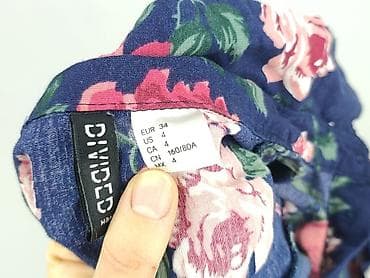 DIVIDED
EUR 34
US 4
CA 4
CN 160/80A
MX 4